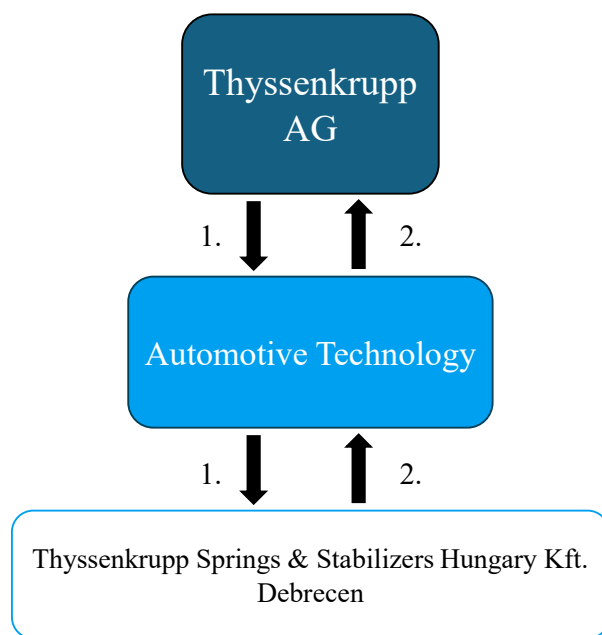 Thyssenkrupp
AG
1.
2.
Automotive Technology
1.
2.
Thyssenkrupp Springs & Stabilizers Hungary Kft.
Debrecen